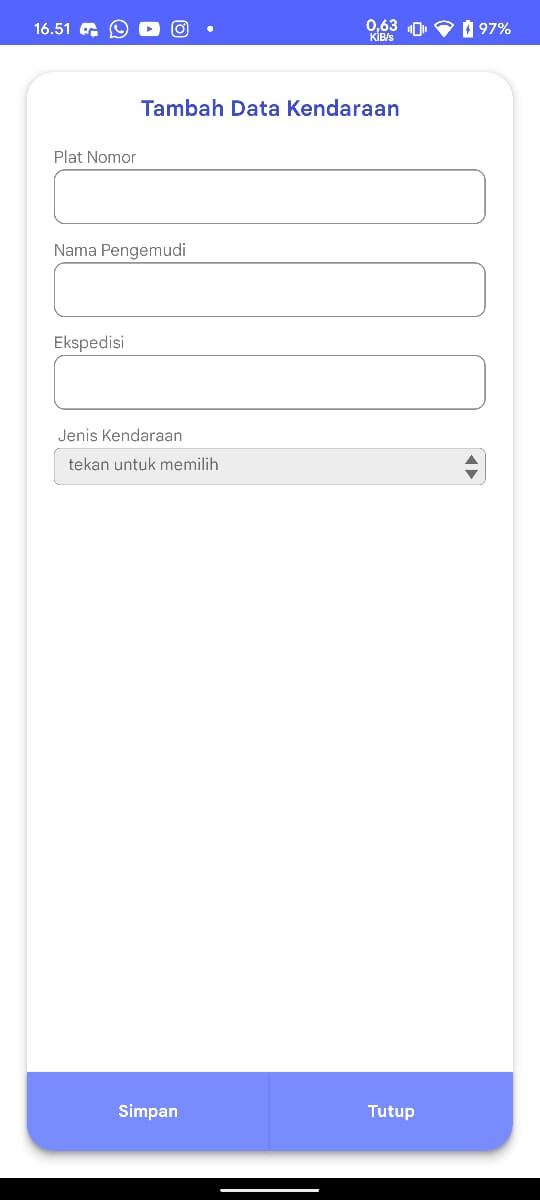 16.51 0,63 KiB/s 97%
Tambah Data Kendaraan
Plat Nomor
Nama Pengemudi
Ekspedisi
Jenis Kendaraan
tekan untuk memilih
Simpan Tutup